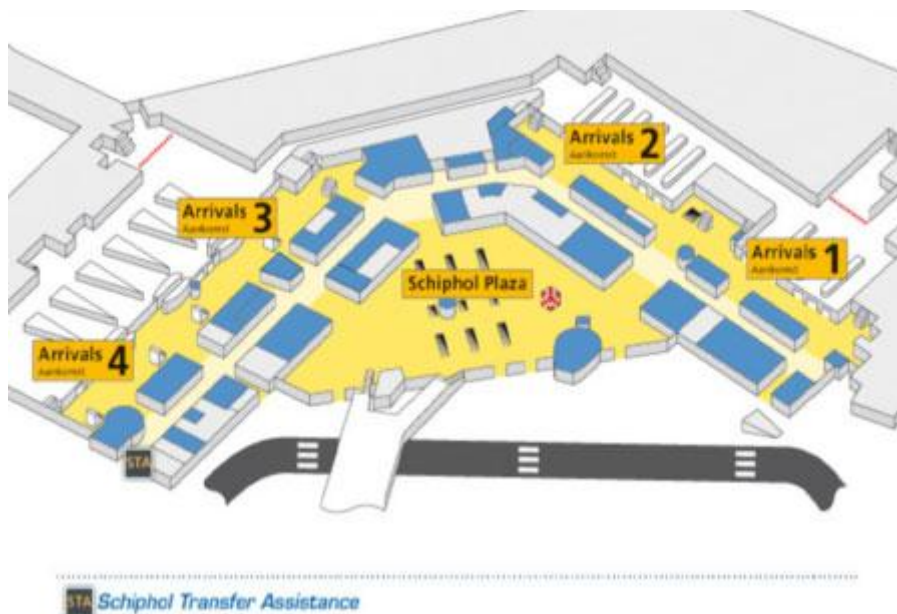 Arrivals 2
Aankomst
Arrivals 3
Aankomst
Arrivals 1
Aankomst
Schiphol Plaza
Arrivals 4
Aankomst
STA
STA Schiphol Transfer Assistance